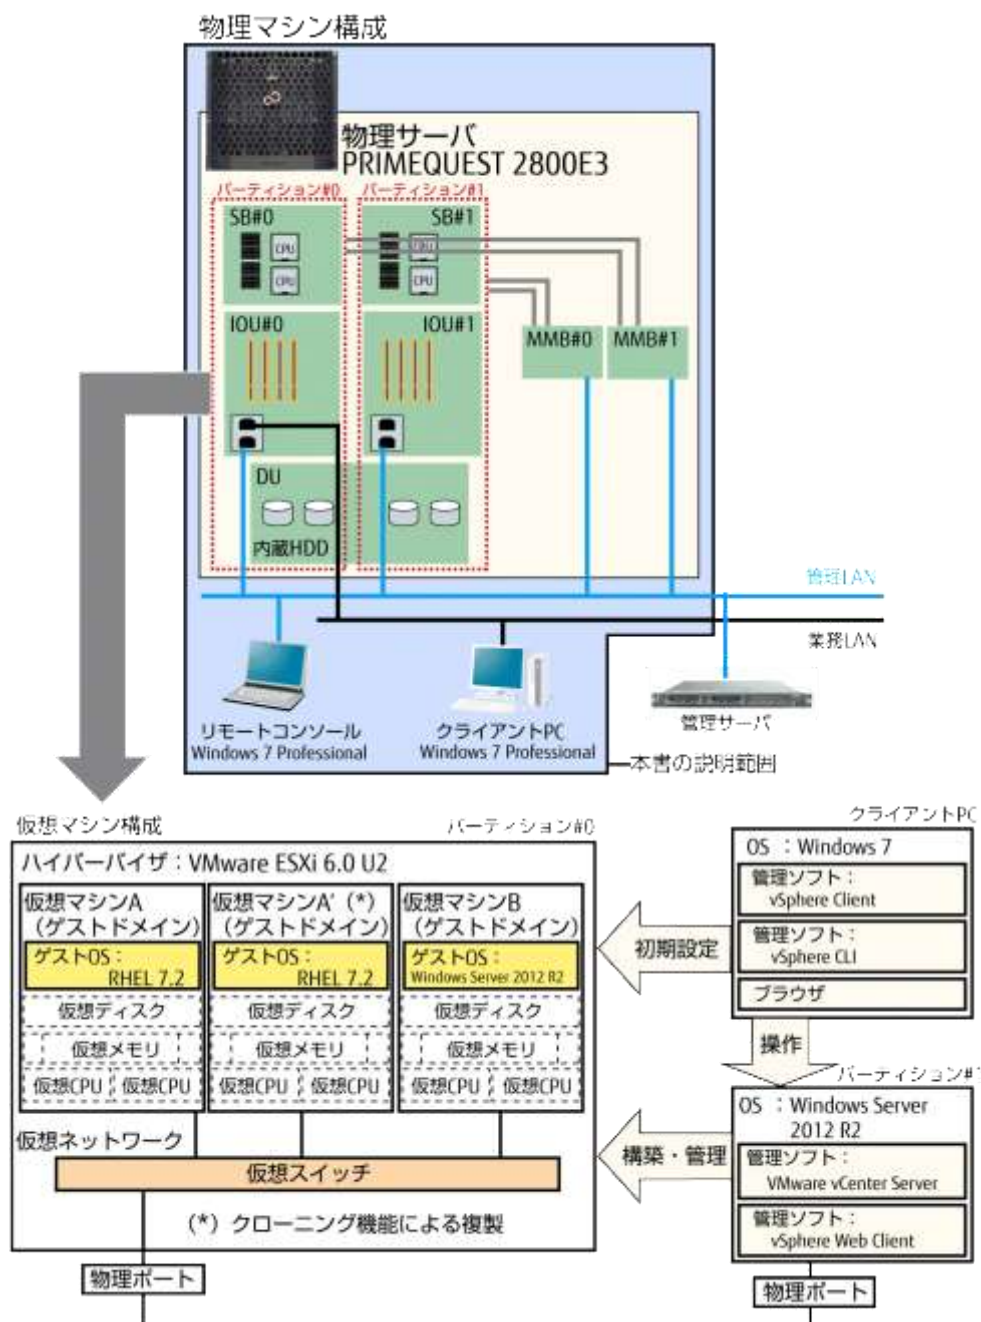 物理マシン構成
物理サーバ
PRIMEQUEST 2800E3
パーティション#0
パーティション#1
SB#0
CPU
CPU
SB#1
CPU
CPU
IOU#0
IOU#1
MMB#0
MMB#1
DU
内蔵HDD
管理LAN
業務LAN
リモートコンソール
Windows 7 Professional
クライアントPC
Windows 7 Professional
管理サーバ
本書の説明範囲
仮想マシン構成
パーティション#0
ハイパーバイザ：VMware ESXi 6.0 U2
仮想マシンA
（ゲストドメイン）
ゲストOS：
RHEL 7.2
仮想ディスク
仮想メモリ
仮想CPU
仮想CPU
仮想マシンA'（*）
（ゲストドメイン）
ゲストOS：
RHEL 7.2
仮想ディスク
仮想メモリ
仮想CPU
仮想CPU
仮想マシンB
（ゲストドメイン）
ゲストOS：
Windows Server 2012 R2
仮想ディスク
仮想メモリ
仮想CPU
仮想CPU
仮想ネットワーク
仮想スイッチ
（*）クローニング機能による複製
物理ポート
初期設定
構築・管理
クライアントPC
OS ：Windows 7
管理ソフト：
vSphere Client
管理ソフト：
vSphere CLI
ブラウザ
操作
パーティション#1
OS ：Windows Server
2012 R2
管理ソフト：
VMware vCenter Server
管理ソフト：
vSphere Web Client
物理ポート